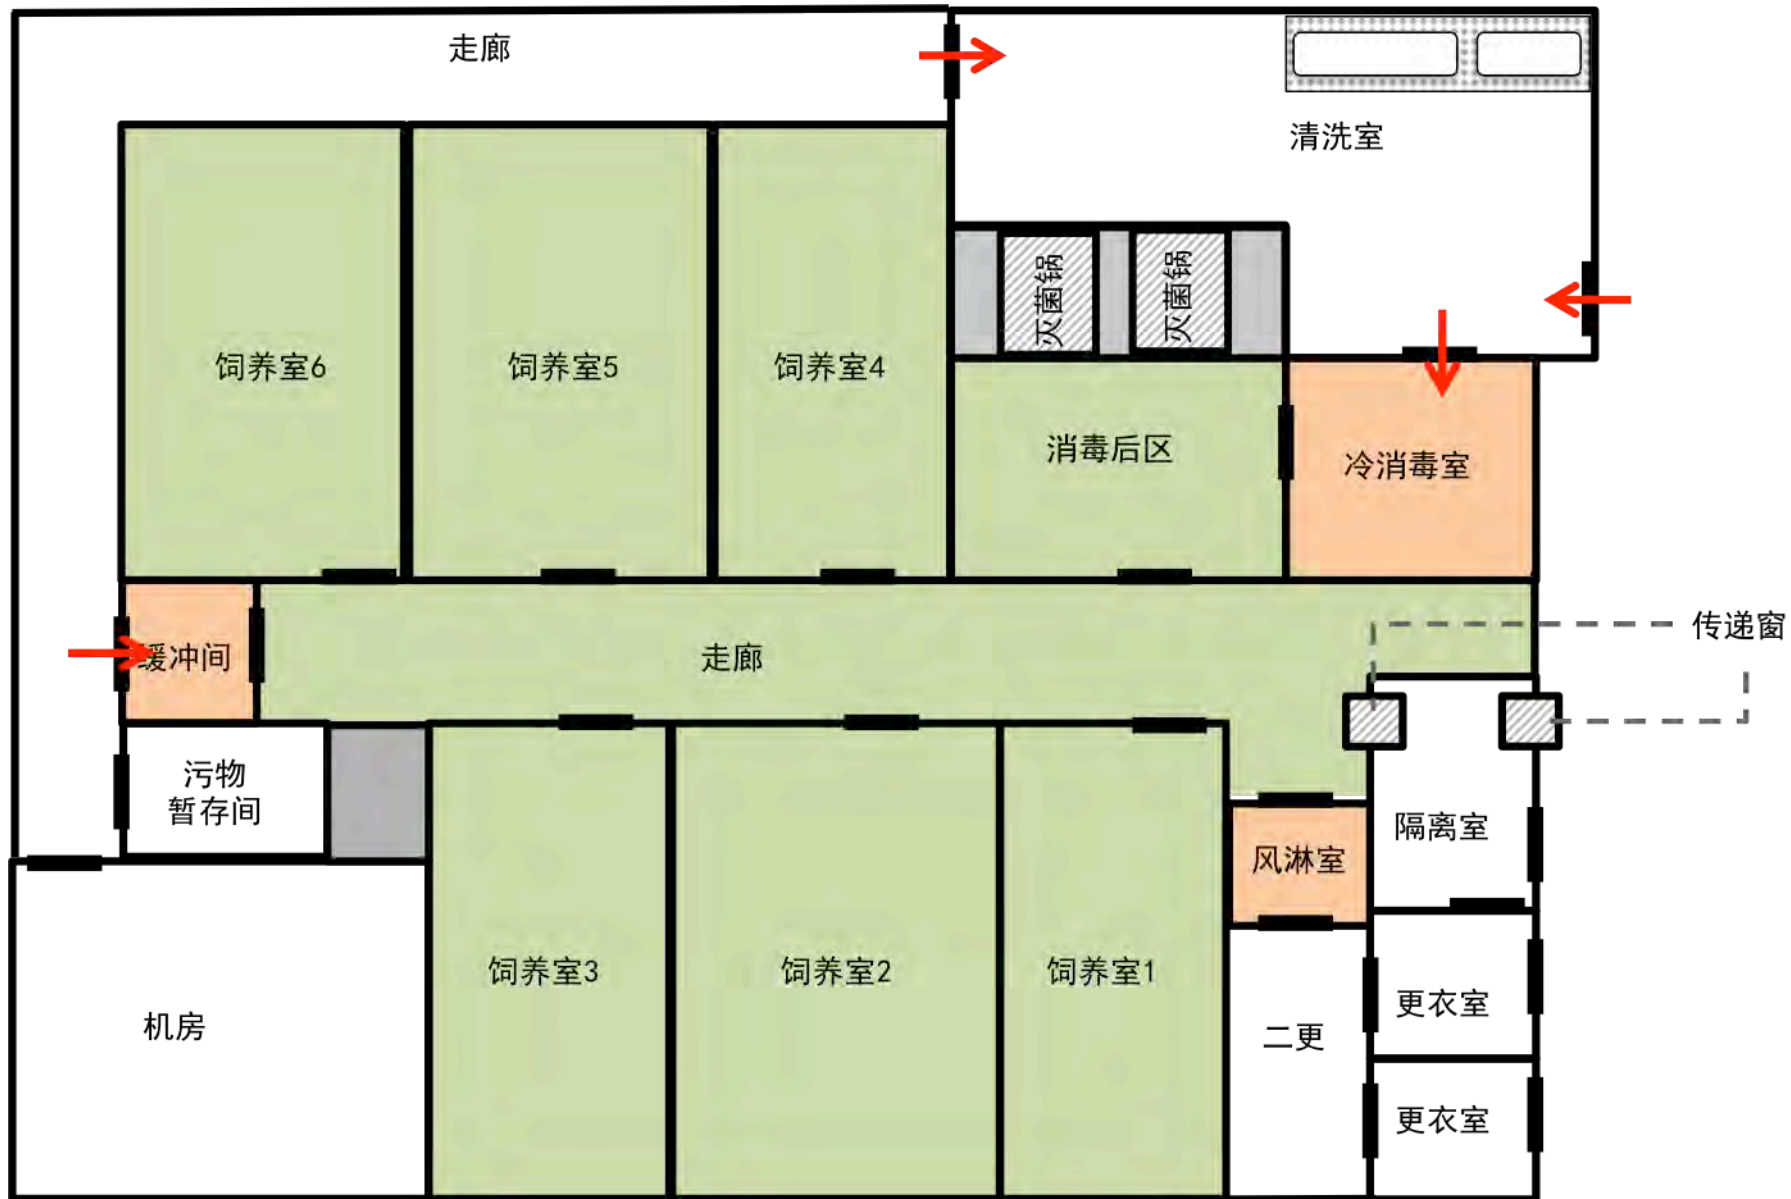 走廊
清洗室
灭菌锅
灭菌锅
饲养室6
饲养室5
饲养室4
消毒后区
冷消毒室
传递窗
缓冲间
走廊
污物
暂存间
隔离室
风淋室
饲养室3
饲养室2
饲养室1
更衣室
机房
二更
更衣室